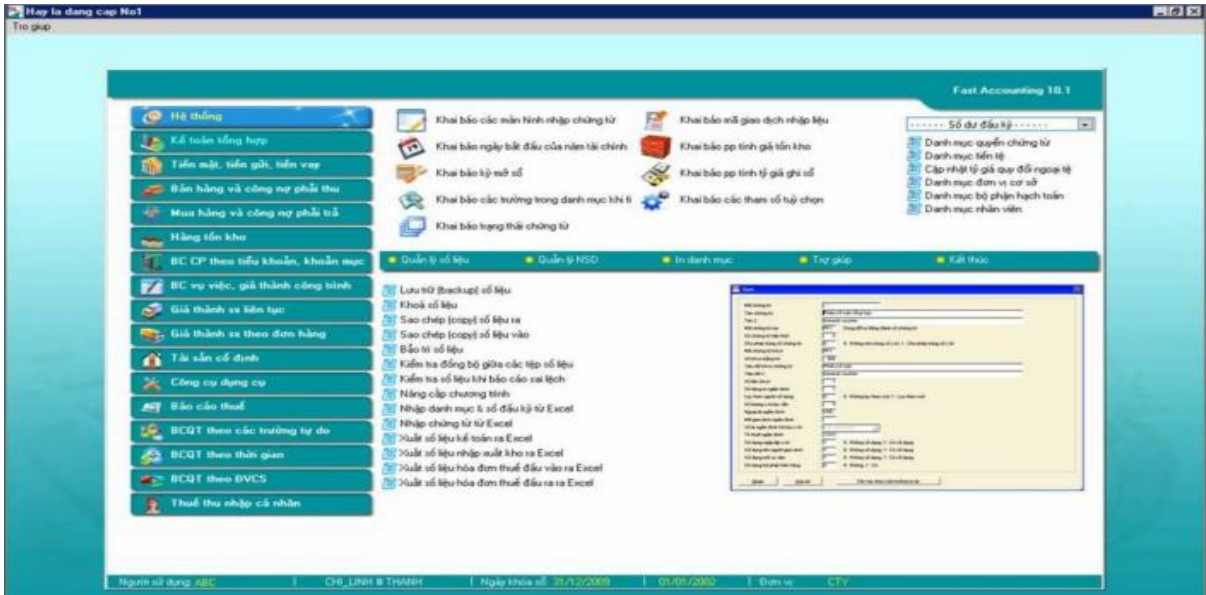 Hay la dang cap No1
Tro giup
Fast Accounting 10.1
Hệ thống
Kế toán tổng hợp
Tiền mặt, tiền gửi, tiền vay
Bán hàng và công nợ phải thu
Mua hàng và công nợ phải trả
Hàng tồn kho
BC CP theo tiểu khoản, khoản mục
BC vụ việc, giá thành công trình
Giá thành sx liên tục
Giá thành sx theo đơn hàng
Tài sản cố định
Công cụ dụng cụ
Báo cáo thuế
BCQT theo các trường tự do
BCQT theo thời gian
BCQT theo ĐVCS
Thuế thu nhập cá nhân
Khai báo các màn hình nhập chứng từ
Khai báo ngày bắt đầu của năm tài chính
Khai báo kỳ mở sổ
Khai báo các trường trong danh mục khi ti
Khai báo trạng thái chứng từ
Khai báo mã giao dịch nhập liệu
Khai báo pp tính giá tồn kho
Khai báo pp tính tỷ giá ghi sổ
Khai báo các tham số tuỳ chọn
------ Số dư đầu kỳ ------
Danh mục quyển chứng từ
Danh mục tiền tệ
Cập nhật tỷ giá quy đổi ngoại tệ
Danh mục đơn vị cơ sở
Danh mục bộ phận hạch toán
Danh mục nhân viên
Quản lý số liệu
Quản lý NSD
In danh mục
Trợ giúp
Kết thúc
Lưu trữ (backup) số liệu
Khoá số liệu
Sao chép (copy) số liệu ra
Sao chép (copy) số liệu vào
Bảo trì số liệu
Kiểm tra đồng bộ giữa các tệp số liệu
Kiểm tra số liệu khi báo cáo sai lệch
Nâng cấp chương trình
Nhập danh mục & số đầu kỳ từ Excel
Nhập chứng từ từ Excel
Xuất số liệu kế toán ra Excel
Xuất số liệu nhập xuất kho ra Excel
Xuất số liệu hóa đơn thuế đầu vào ra Excel
Xuất số liệu hóa đơn thuế đầu ra ra Excel
Người sử dụng: ABC
CHI_LINH # THANH
Ngày khóa sổ: 31/12/2009
01/01/2002
Đơn vị: CTY